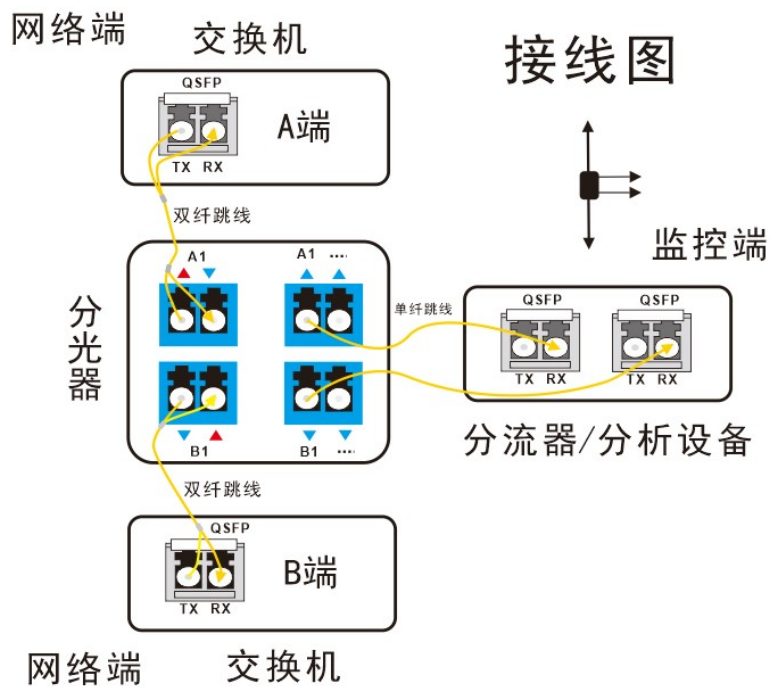 网络端
交换机
接线图
QSFP
A端
TX RX
双纤跳线
监控端
A1
A1 ····
分光器
单纤跳线
QSFP
QSFP
TX RX
TX RX
分流器/分析设备
B1
B1 ····
双纤跳线
QSFP
B端
TX RX
网络端
交换机